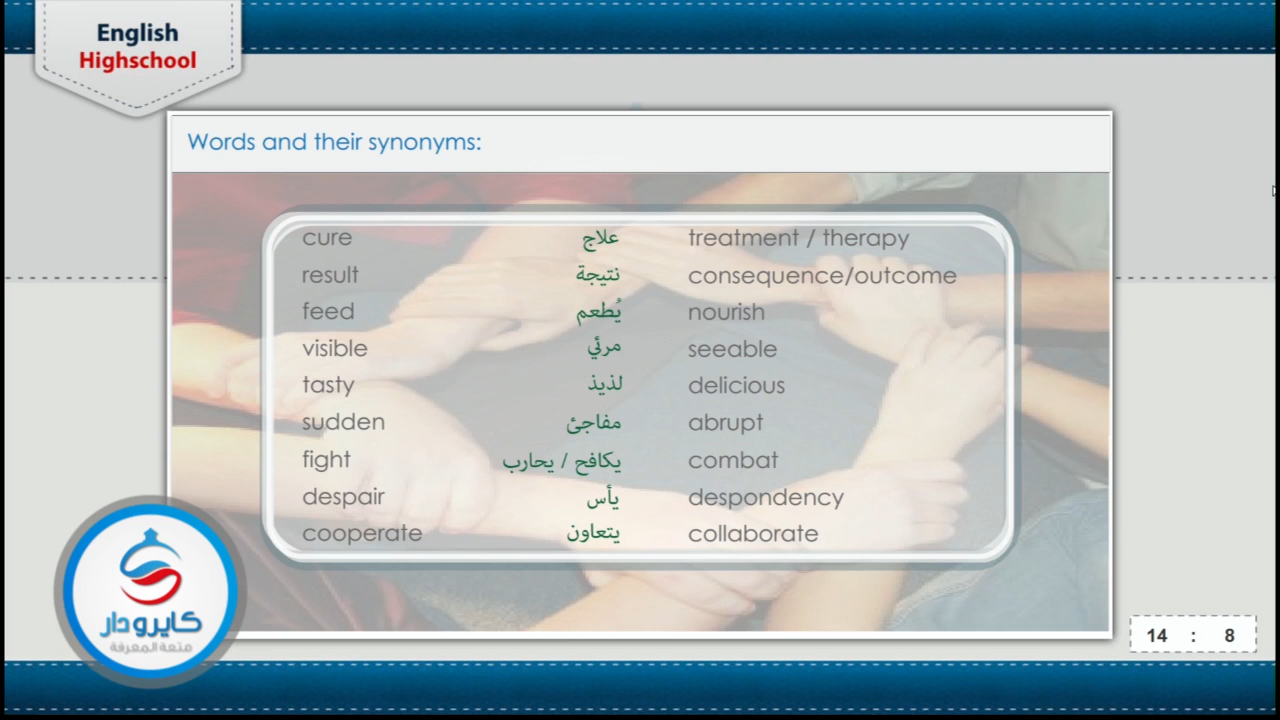 English
Highschool
Words and their synonyms:
cure علاج treatment / therapy
result نتيجة consequence/outcome
feed يُطعم nourish
visible مرئي seeable
tasty لذيذ delicious
sudden مفاجئ abrupt
fight يكافح / يحارب combat
despair يأس despondency
cooperate يتعاون collaborate
كايرودار
متعة المعرفة
14 : 8